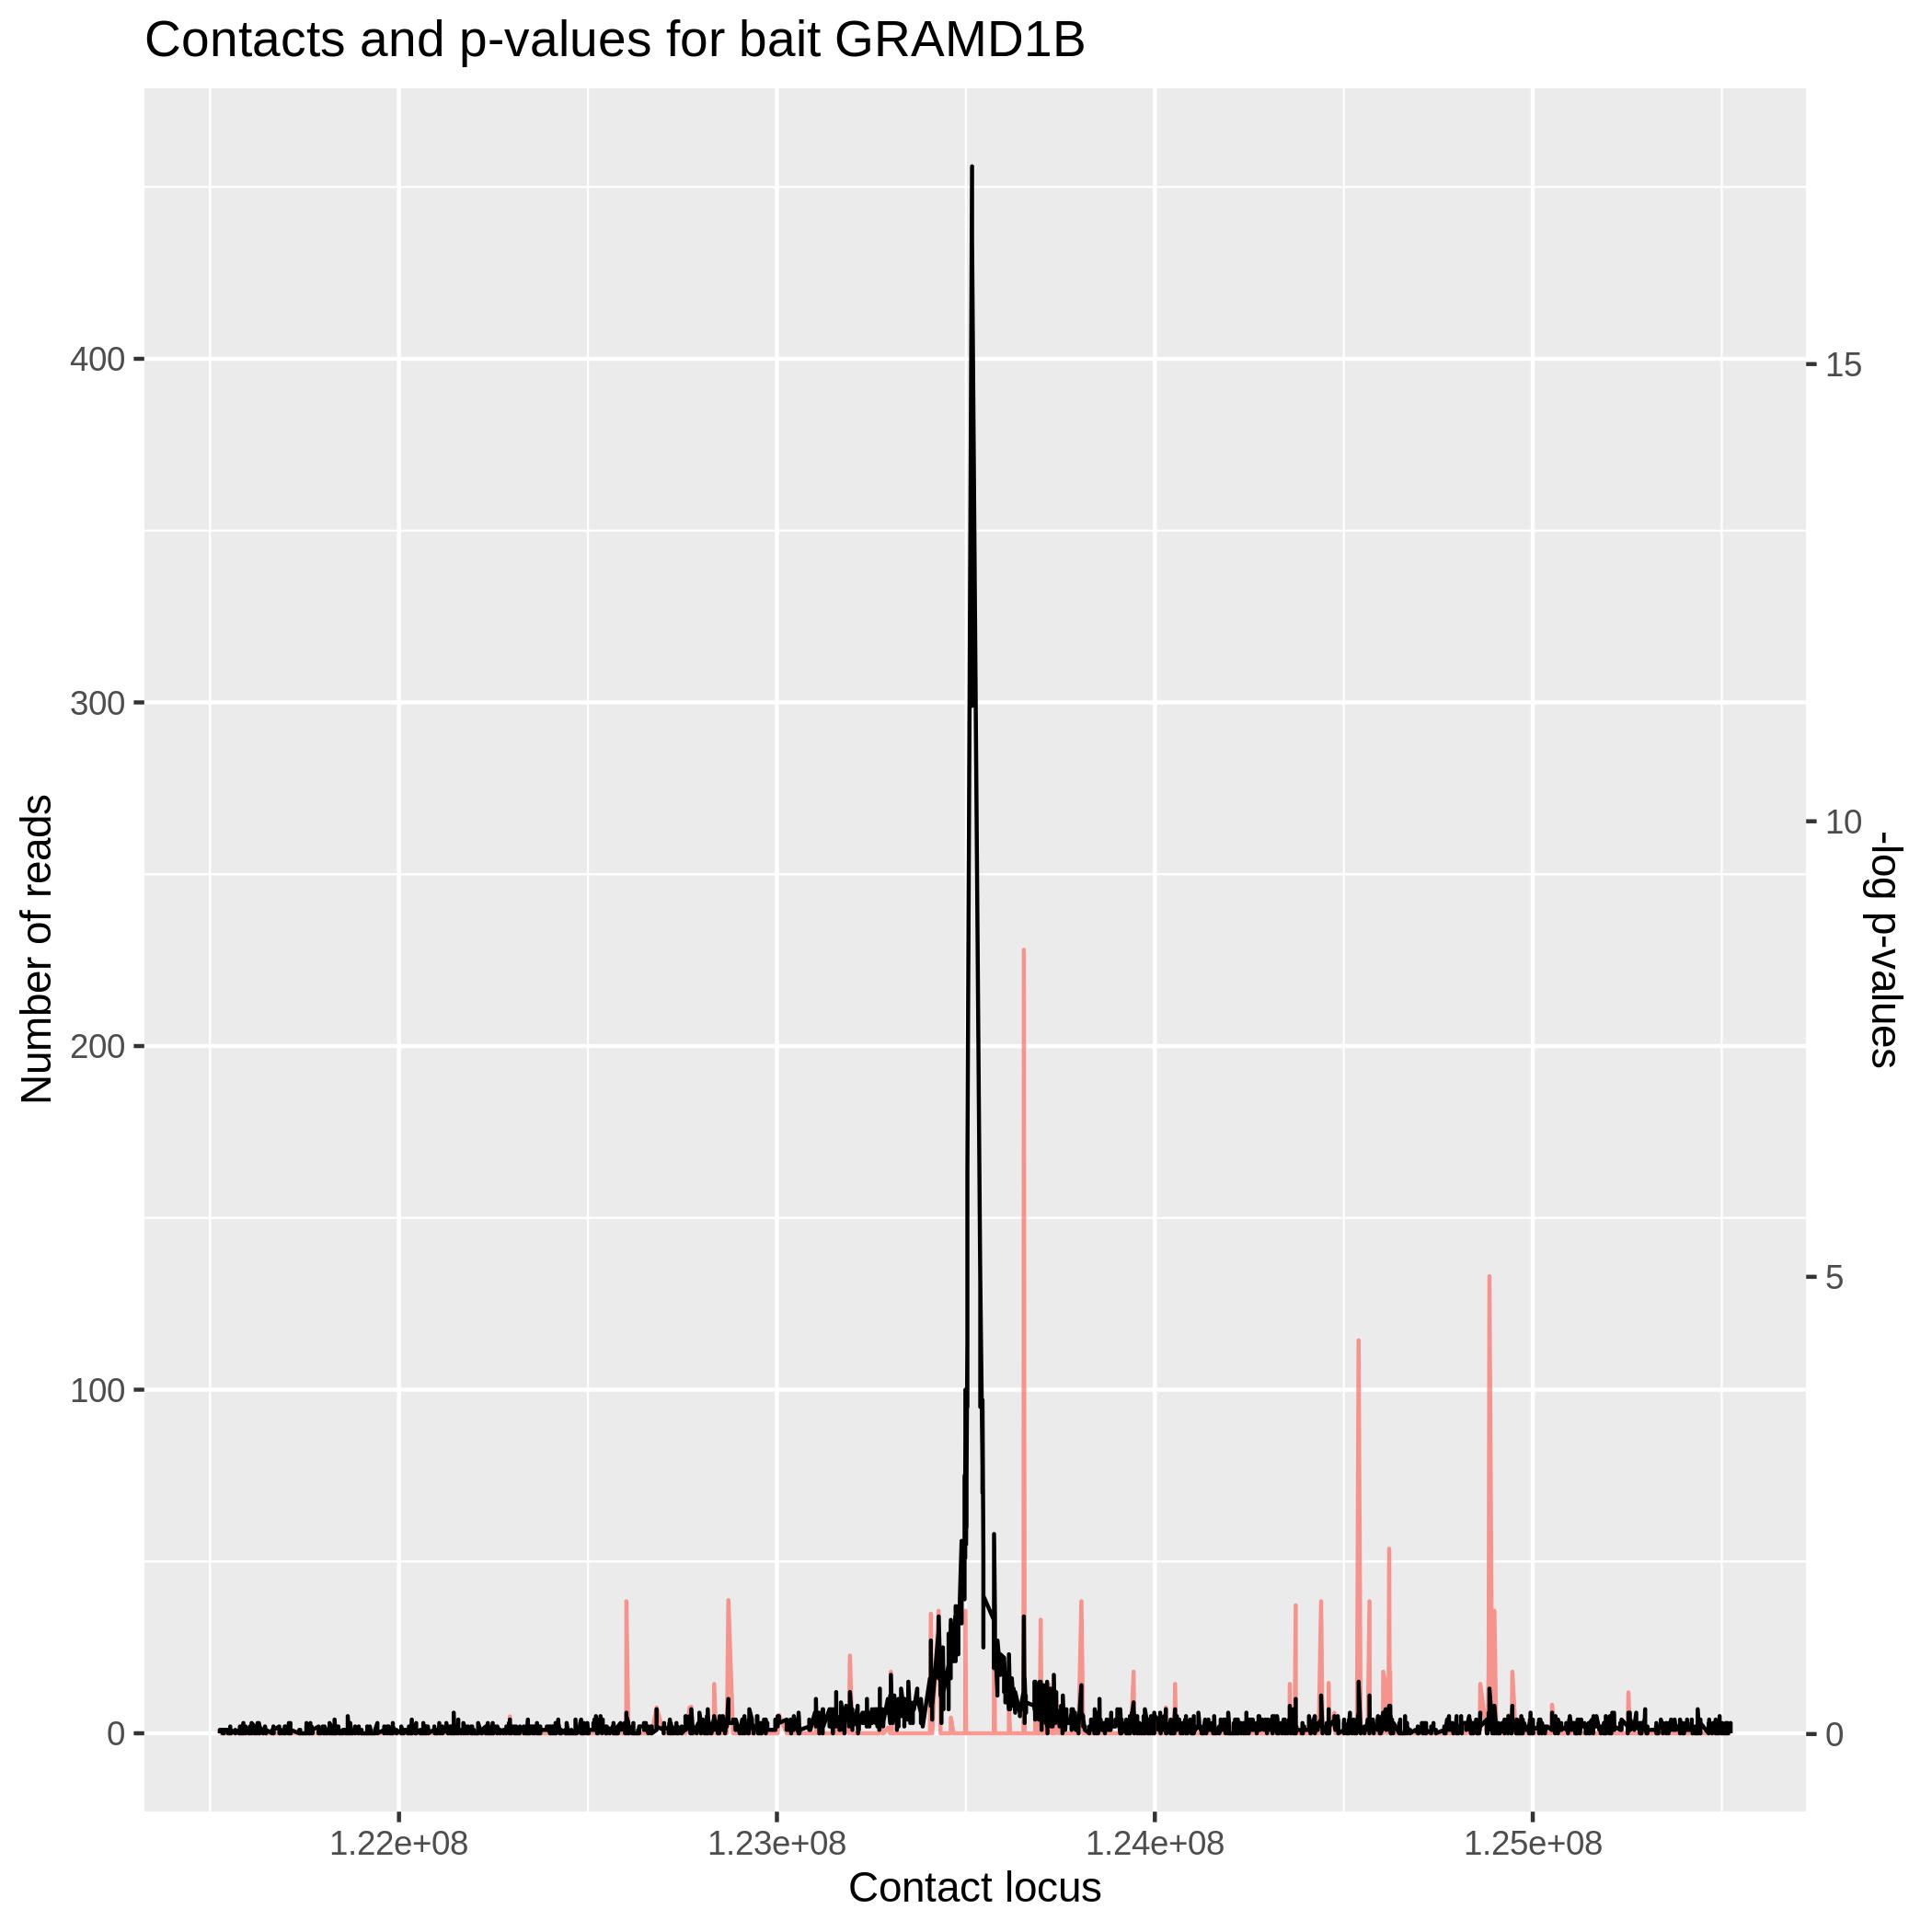 Contacts and p-values for bait GRAMD1B
Number of reads
400
300
200
100
0
15
10
5
0
-log p-values
1.22e+08
1.23e+08
1.24e+08
1.25e+08
Contact locus